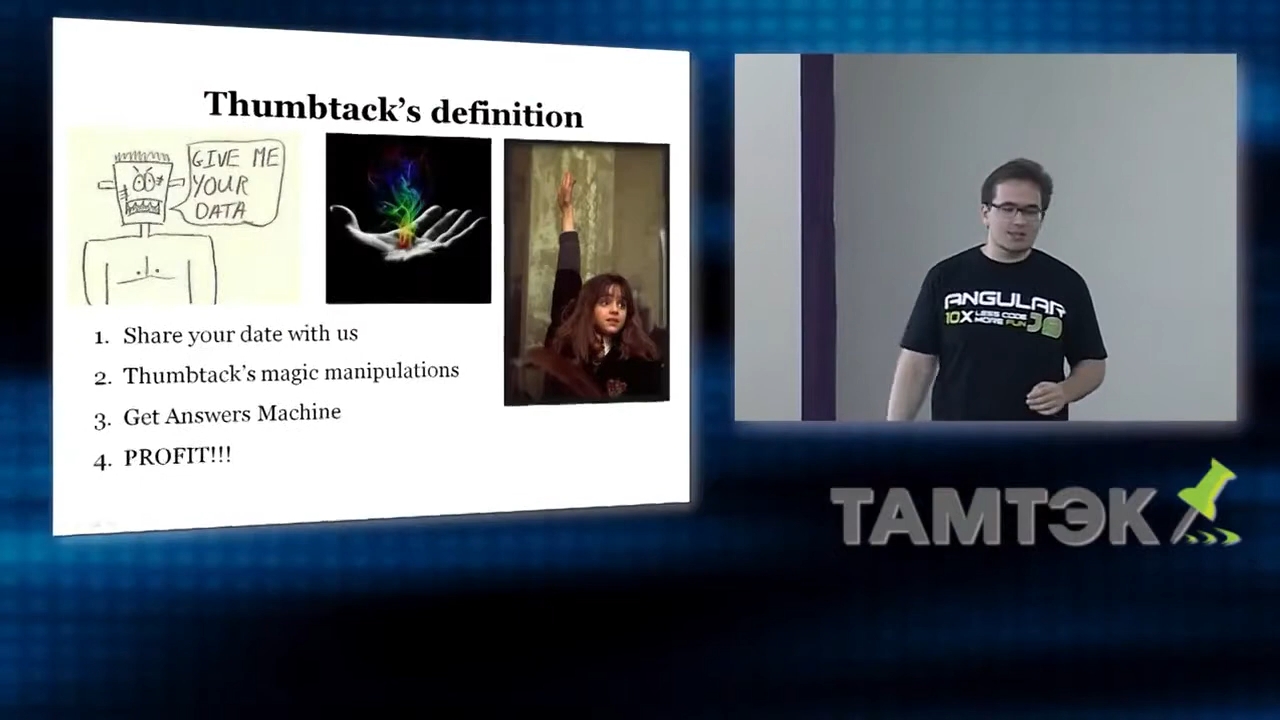 Thumbtack's definition
GIVE ME
YOUR
DATA
1. Share your date with us
2. Thumbtack's magic manipulations
3. Get Answers Machine
4. PROFIT!!!
ANGULAR
JS
10X LESS CODE
MORE FUN
ТАМТЭК